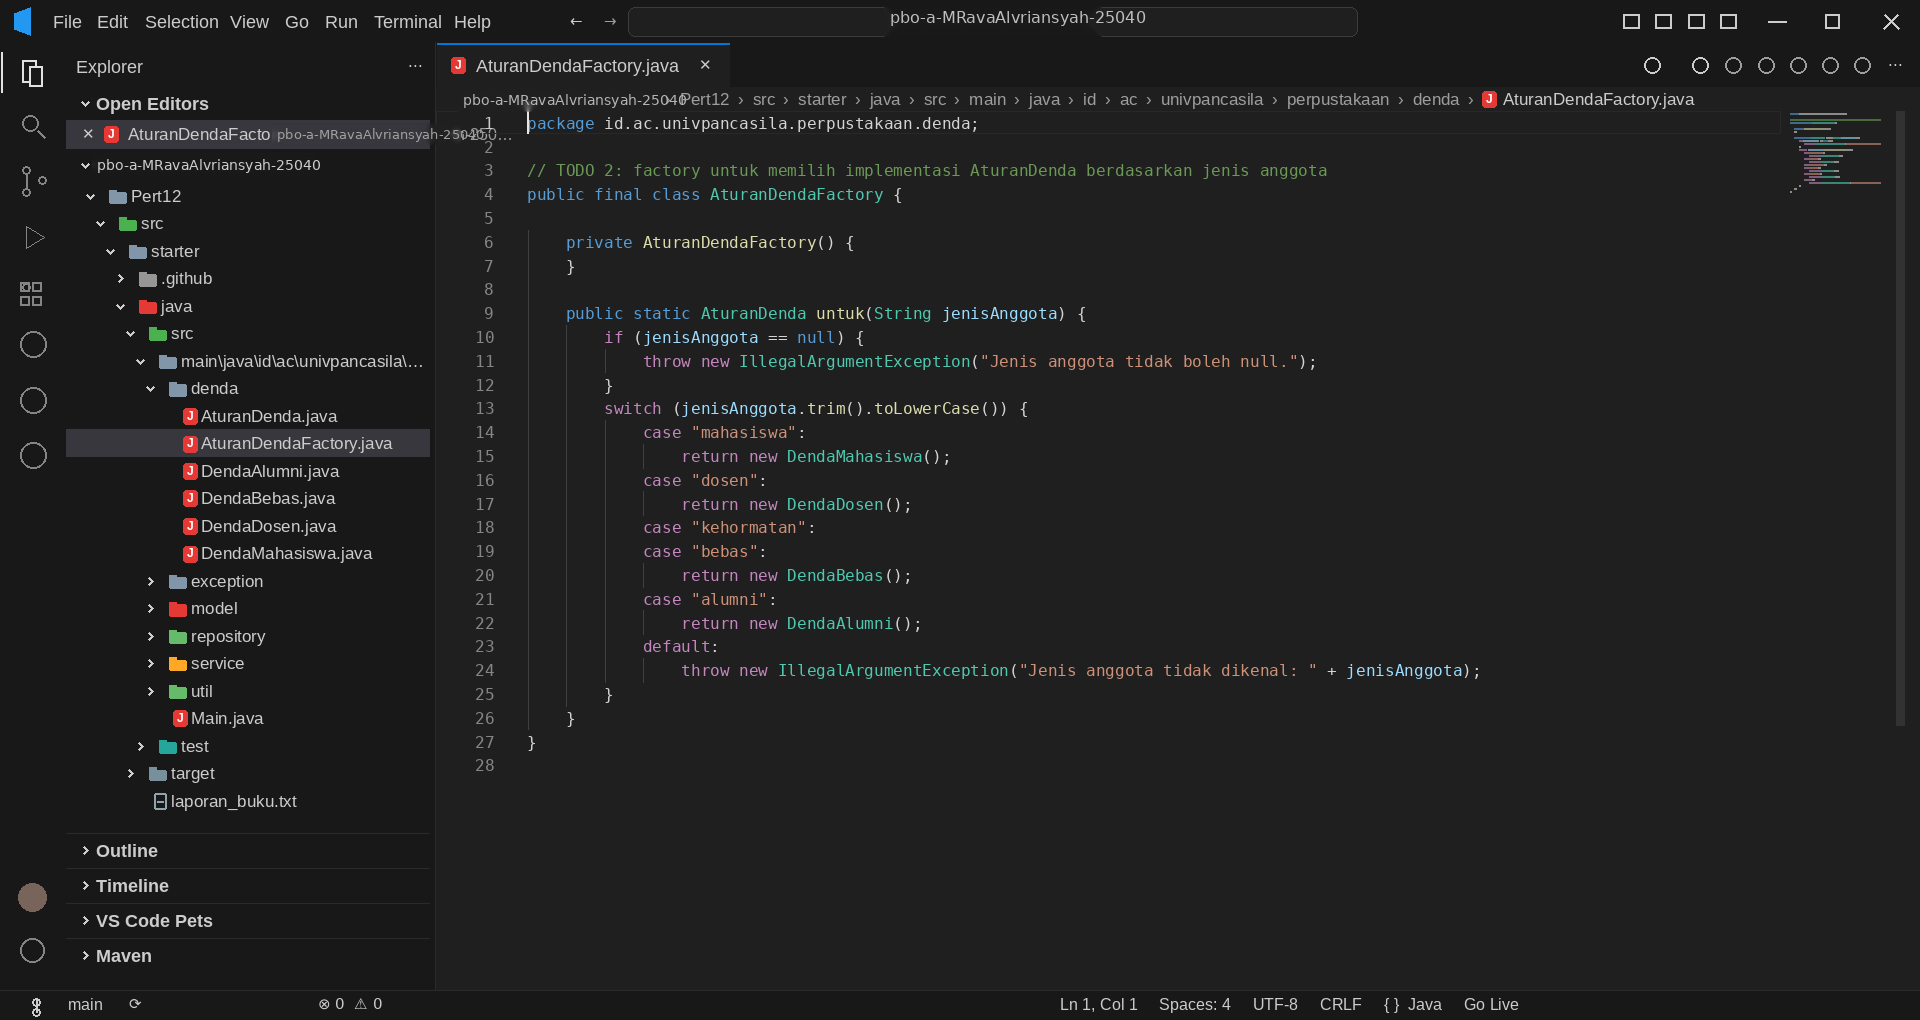 File Edit Selection View Go Run Terminal Help ← → pbo-a-MRavaAlvriansyah-25040
Explorer ...
Open Editors
× J AturanDendaFacto pbo-a-MRavaAlvriansyah-25040...
pbo-a-MRavaAlvriansyah-25040
Pert12
src
starter
.github
java
src
main\java\id\ac\univpancasila\...
denda
J AturanDenda.java
J AturanDendaFactory.java
J DendaAlumni.java
J DendaBebas.java
J DendaDosen.java
J DendaMahasiswa.java
exception
model
repository
service
util
J Main.java
test
target
laporan_buku.txt
Outline
Timeline
VS Code Pets
Maven
J AturanDendaFactory.java ×
pbo-a-MRavaAlvriansyah-25040 Pert12 › src › starter › java › src › main › java › id › ac › univpancasila › perpustakaan › denda › J AturanDendaFactory.java
1 package id.ac.univpancasila.perpustakaan.denda;
2
3 // TODO 2: factory untuk memilih implementasi AturanDenda berdasarkan jenis anggota
4 public final class AturanDendaFactory {
5
6 private AturanDendaFactory() {
7 }
8
9 public static AturanDenda untuk(String jenisAnggota) {
10 if (jenisAnggota == null) {
11 throw new IllegalArgumentException("Jenis anggota tidak boleh null.");
12 }
13 switch (jenisAnggota.trim().toLowerCase()) {
14 case "mahasiswa":
15 return new DendaMahasiswa();
16 case "dosen":
17 return new DendaDosen();
18 case "kehormatan":
19 case "bebas":
20 return new DendaBebas();
21 case "alumni":
22 return new DendaAlumni();
23 default:
24 throw new IllegalArgumentException("Jenis anggota tidak dikenal: " + jenisAnggota);
25 }
26 }
27 }
28
main ⟳ ⊗ 0 ⚠ 0 Ln 1, Col 1 Spaces: 4 UTF-8 CRLF { } Java Go Live